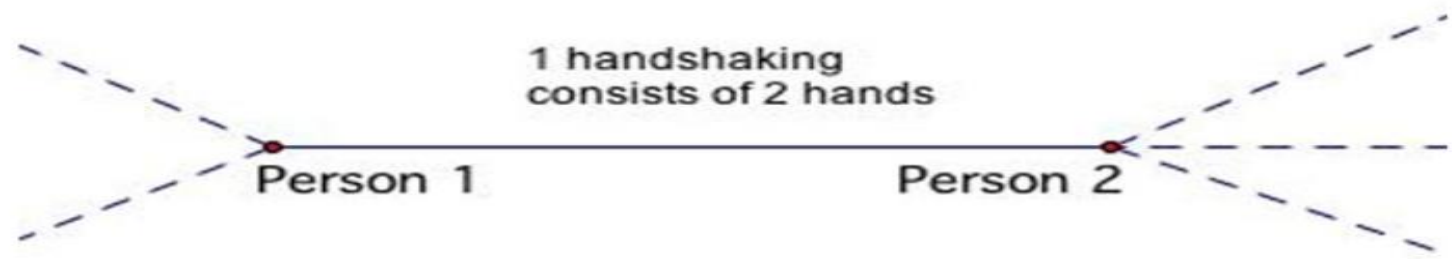 1 handshaking
consists of 2 hands
Person 1
Person 2